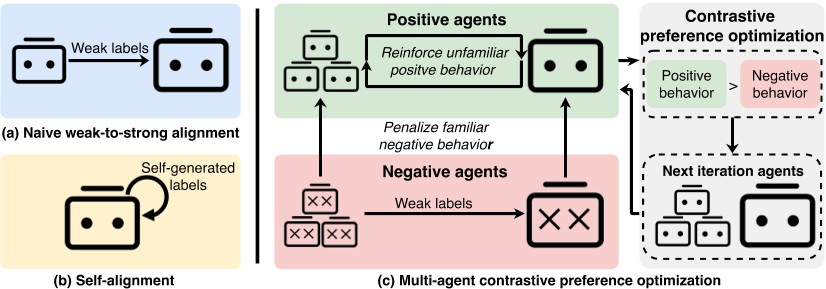 Weak labels
(a) Naive weak-to-strong alignment
Self-generated
labels
(b) Self-alignment
Positive agents
Reinforce unfamiliar
positve behavior
Penalize familiar
negative behavior
Negative agents
Weak labels
(c) Multi-agent contrastive preference optimization
Contrastive
preference optimization
Positive
behavior
>
Negative
behavior
Next iteration agents